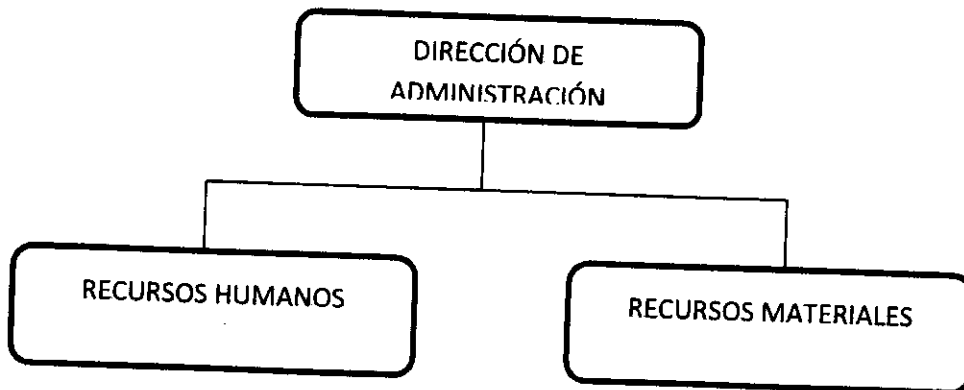 DIRECCIÓN DE
ADMINISTRACIÓN
RECURSOS HUMANOS
RECURSOS MATERIALES